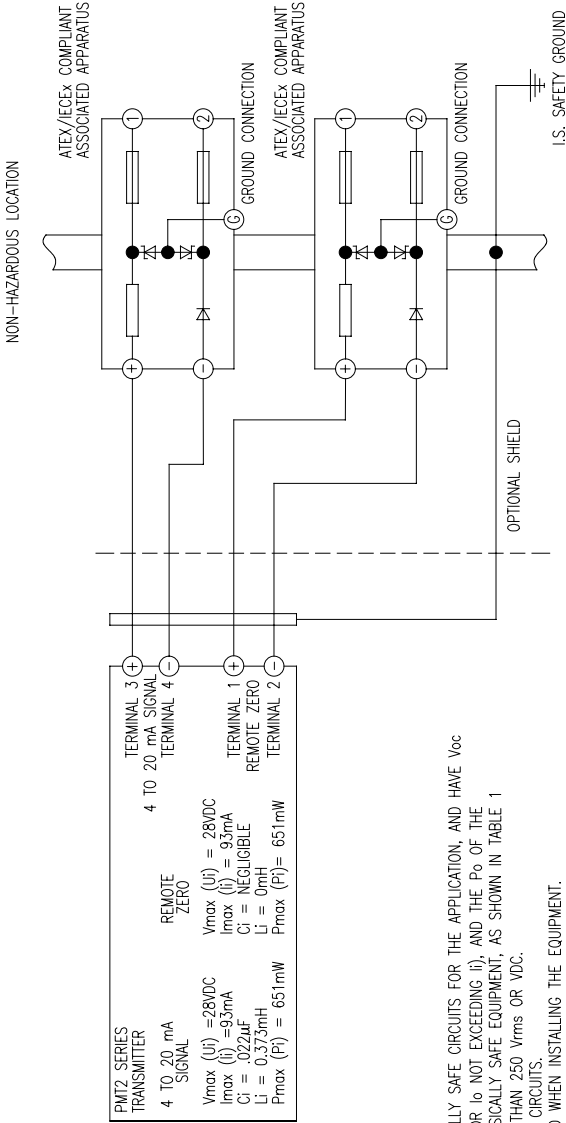 NON-HAZARDOUS LOCATION
PMT2 SERIES
TRANSMITTER
4 TO 20 mA
SIGNAL
Vmax (Ui) =28VDC
Imax (Ii) =93mA
Ci = .022µF
Li = 0.373mH
Pmax (Pi) = 651mW
REMOTE
ZERO
Vmax (Ui) = 28VDC
Imax (Ii) = 93mA
Ci = NEGLIGIBLE
Li = 0mH
Pmax (Pi)= 651mW
TERMINAL 3 +
4 TO 20 mA SIGNAL
TERMINAL 4 -
TERMINAL 1 +
REMOTE ZERO
TERMINAL 2 -
ATEX/IECEx COMPLIANT
ASSOCIATED APPARATUS
+ 1
- 2
G
GROUND CONNECTION
ATEX/IECEx COMPLIANT
ASSOCIATED APPARATUS
+ 1
- 2
G
GROUND CONNECTION
OPTIONAL SHIELD
I.S. SAFETY GROUND
LLY SAFE CIRCUITS FOR THE APPLICATION, AND HAVE Voc
OR Io NOT EXCEEDING Ii), AND THE Po OF THE
SICALLY SAFE EQUIPMENT, AS SHOWN IN TABLE 1
THAN 250 Vrms OR VDC.
CIRCUITS.
) WHEN INSTALLING THE EQUIPMENT.